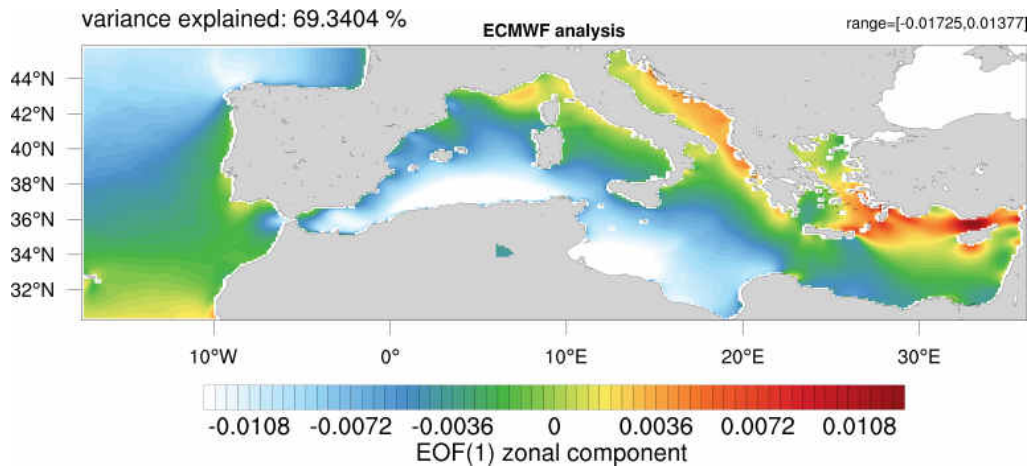 variance explained: 69.3404 %
ECMWF analysis
range=[-0.01725,0.01377]
44°N
42°N
40°N
38°N
36°N
34°N
32°N
10°W 0° 10°E 20°E 30°E
-0.0108 -0.0072 -0.0036 0 0.0036 0.0072 0.0108
EOF(1) zonal component